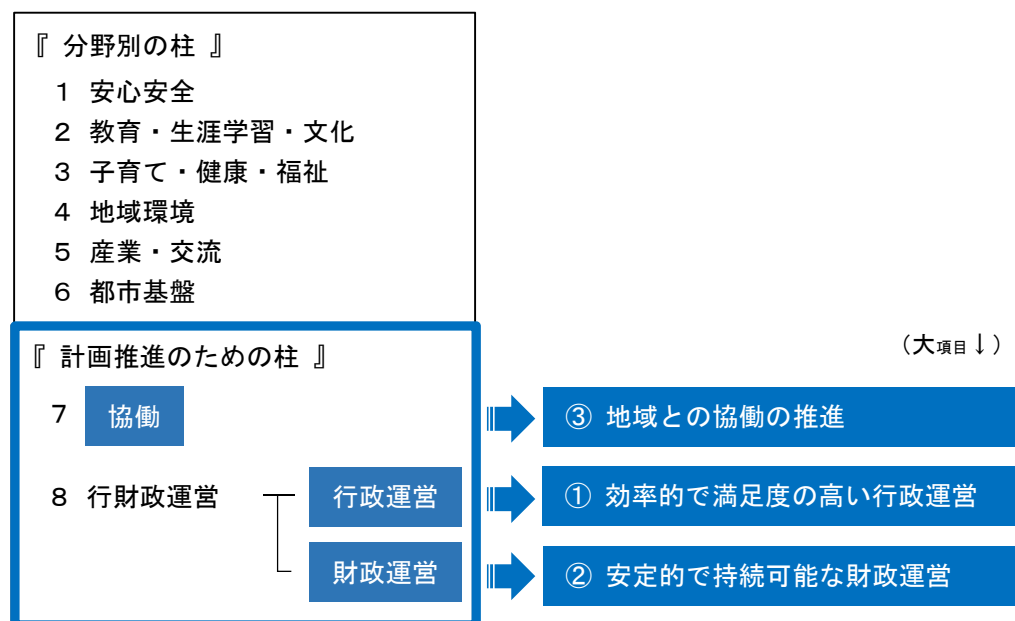 『 分野別の柱 』
1 安心安全
2 教育・生涯学習・文化
3 子育て・健康・福祉
4 地域環境
5 産業・交流
6 都市基盤
『 計画推進のための柱 』
（大項目↓）
7 協働
③ 地域との協働の推進
8 行財政運営
行政運営
① 効率的で満足度の高い行政運営
財政運営
② 安定的で持続可能な財政運営